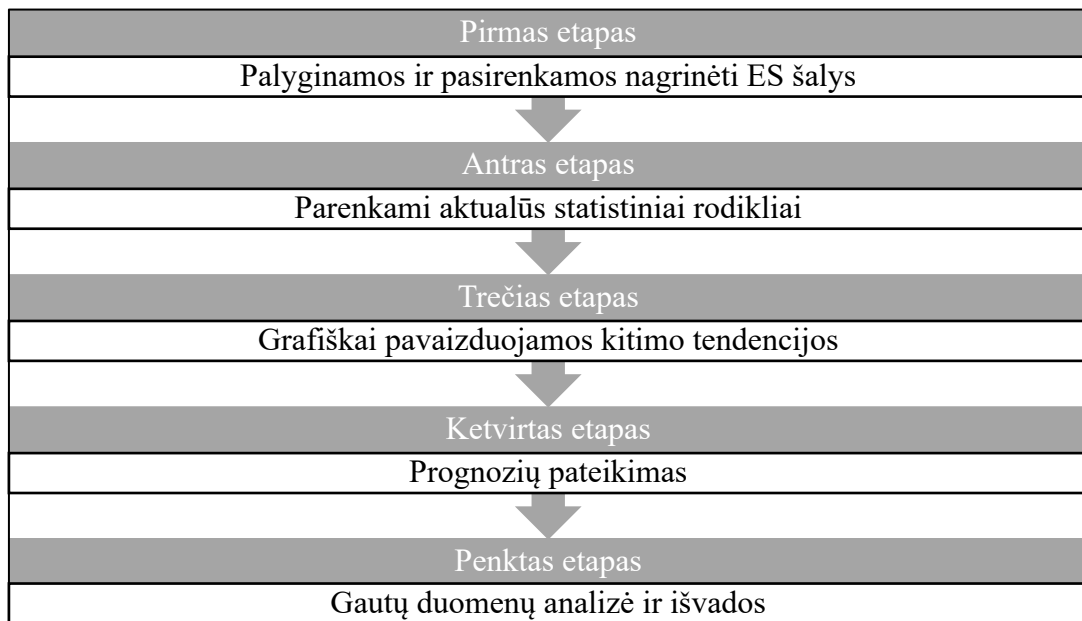 Pirmas etapas
Palyginamos ir pasirenkamos nagrinėti ES šalys
Antras etapas
Parenkami aktualūs statistiniai rodikliai
Trečias etapas
Grafiškai pavaizduojamos kitimo tendencijos
Ketvirtas etapas
Prognozių pateikimas
Penktas etapas
Gautų duomenų analizė ir išvados